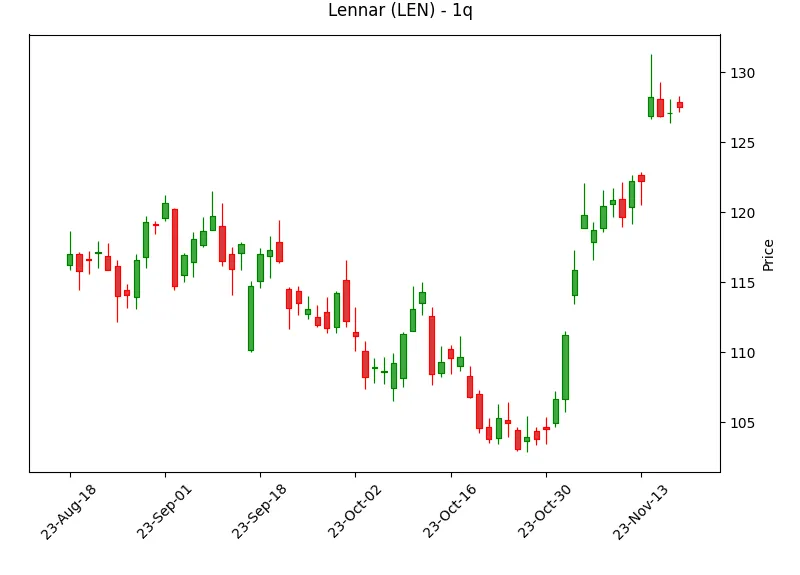 Lennar (LEN) - 1q
130
125
120
115
110
105
Price
23-Aug-18
23-Sep-01
23-Sep-18
23-Oct-02
23-Oct-16
23-Oct-30
23-Nov-13